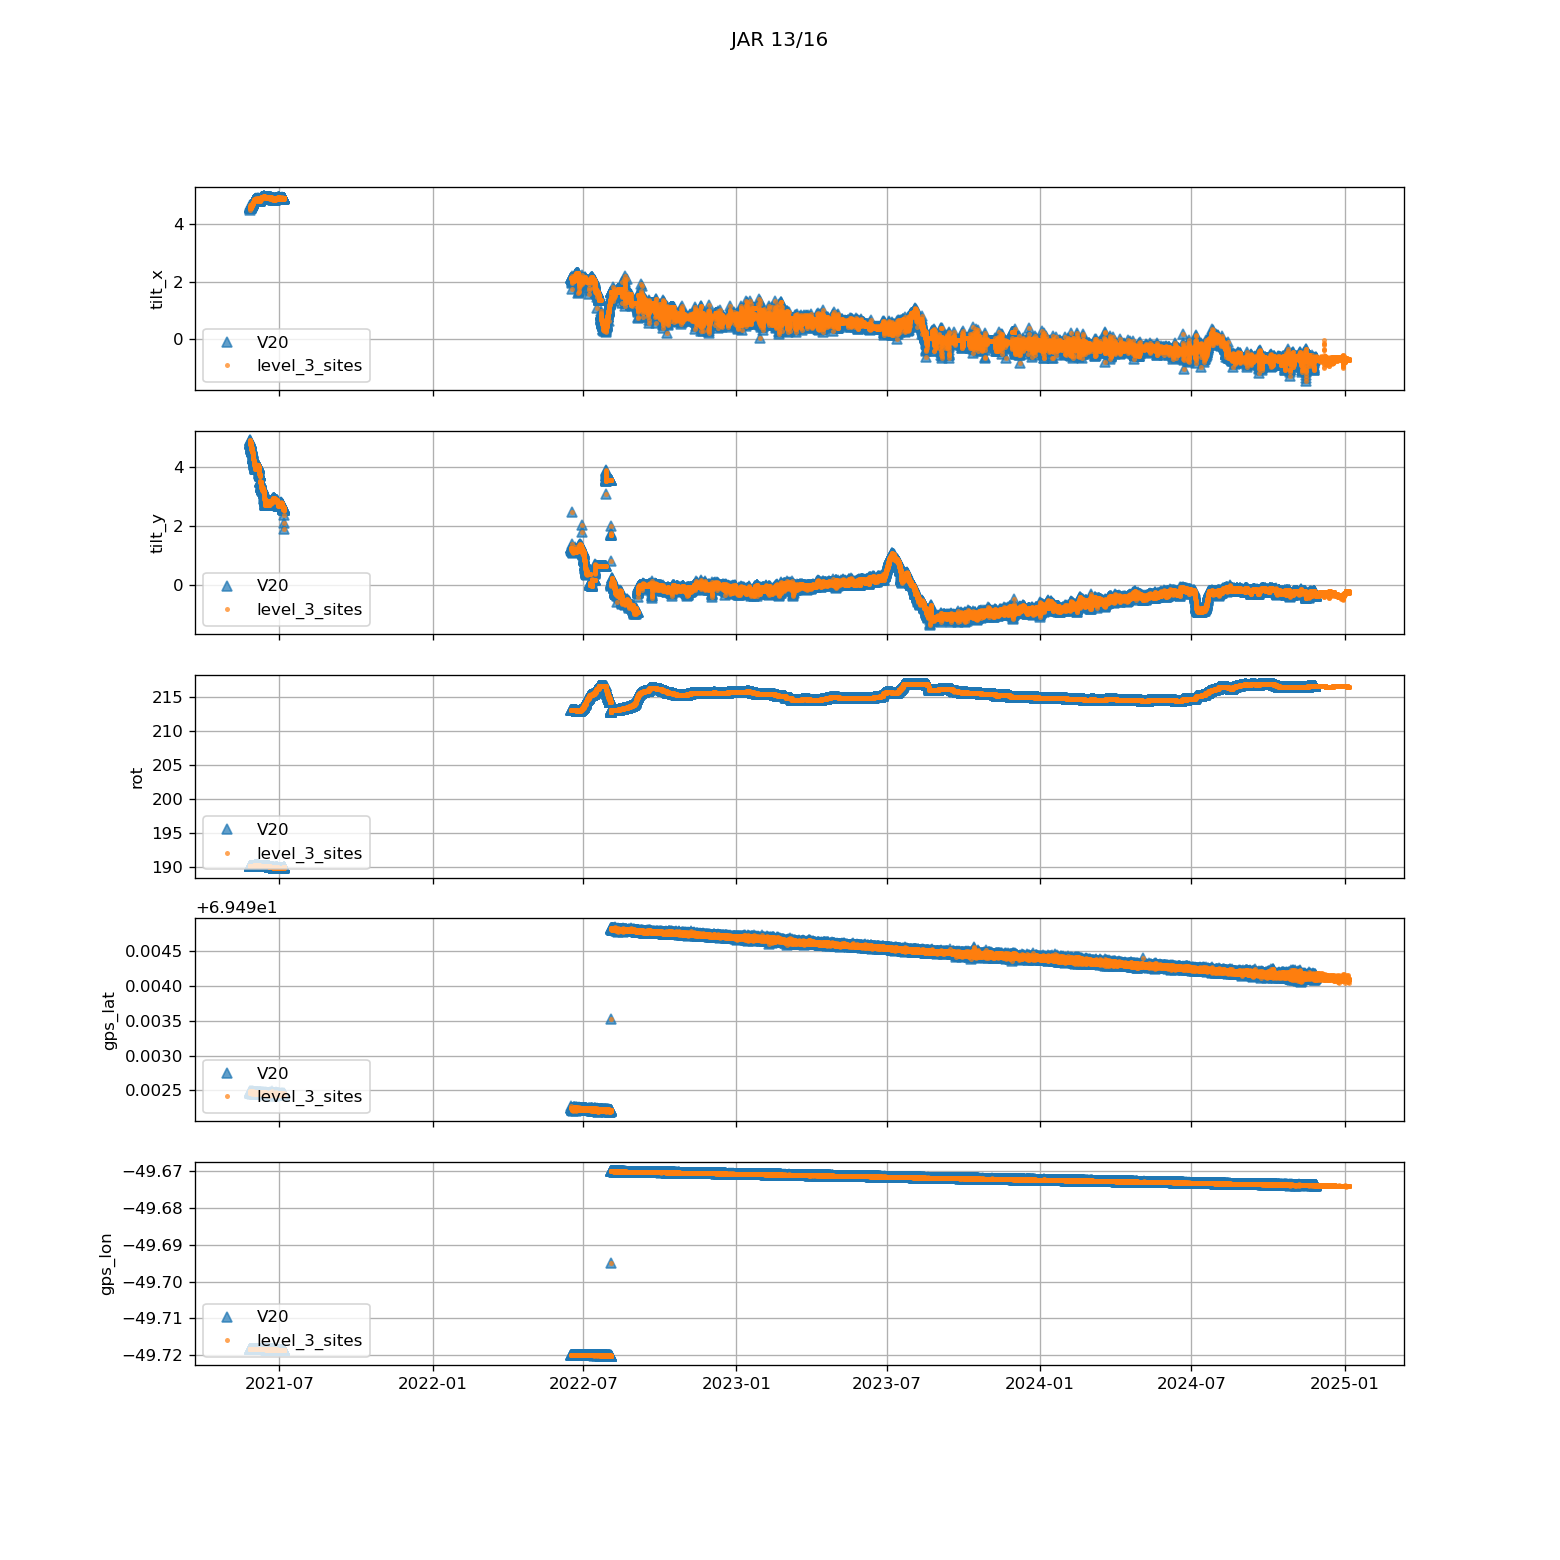 JAR 13/16
4
2
0
tilt_x
V20
level_3_sites
4
2
0
tilt_y
V20
level_3_sites
215
210
205
200
195
190
rot
V20
level_3_sites
+6.949e1
0.0045
0.0040
0.0035
0.0030
0.0025
gps_lat
V20
level_3_sites
−49.67
−49.68
−49.69
−49.70
−49.71
−49.72
gps_lon
V20
level_3_sites
2021-07 2022-01 2022-07 2023-01 2023-07 2024-01 2024-07 2025-01